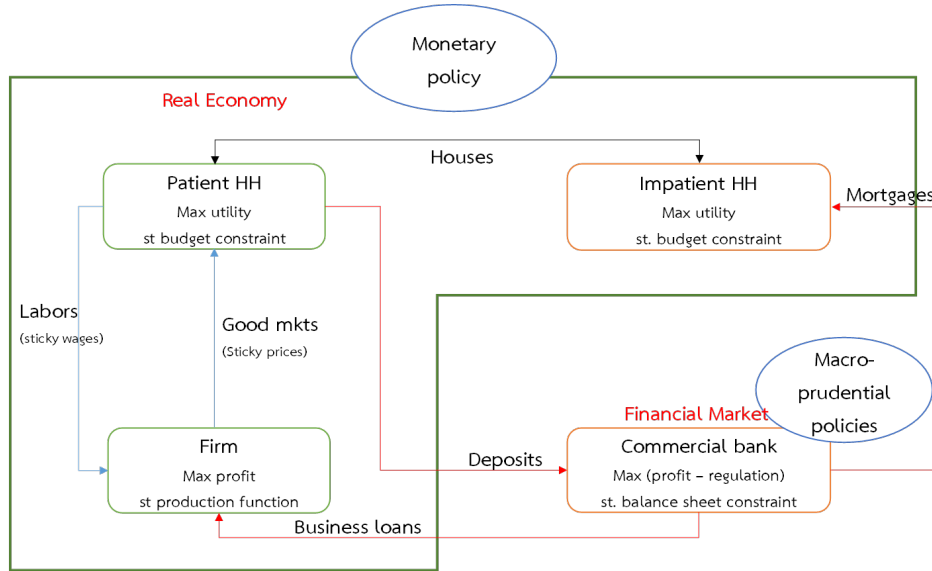 Monetary
policy
Real Economy
Houses
Patient HH
Max utility
st budget constraint
Impatient HH
Max utility
st. budget constraint
Mortgages
Labors
(sticky wages)
Good mkts
(Sticky prices)
Macro-
prudential
policies
Financial Market
Firm
Max profit
st production function
Deposits
Commercial bank
Max (profit – regulation)
st. balance sheet constraint
Business loans